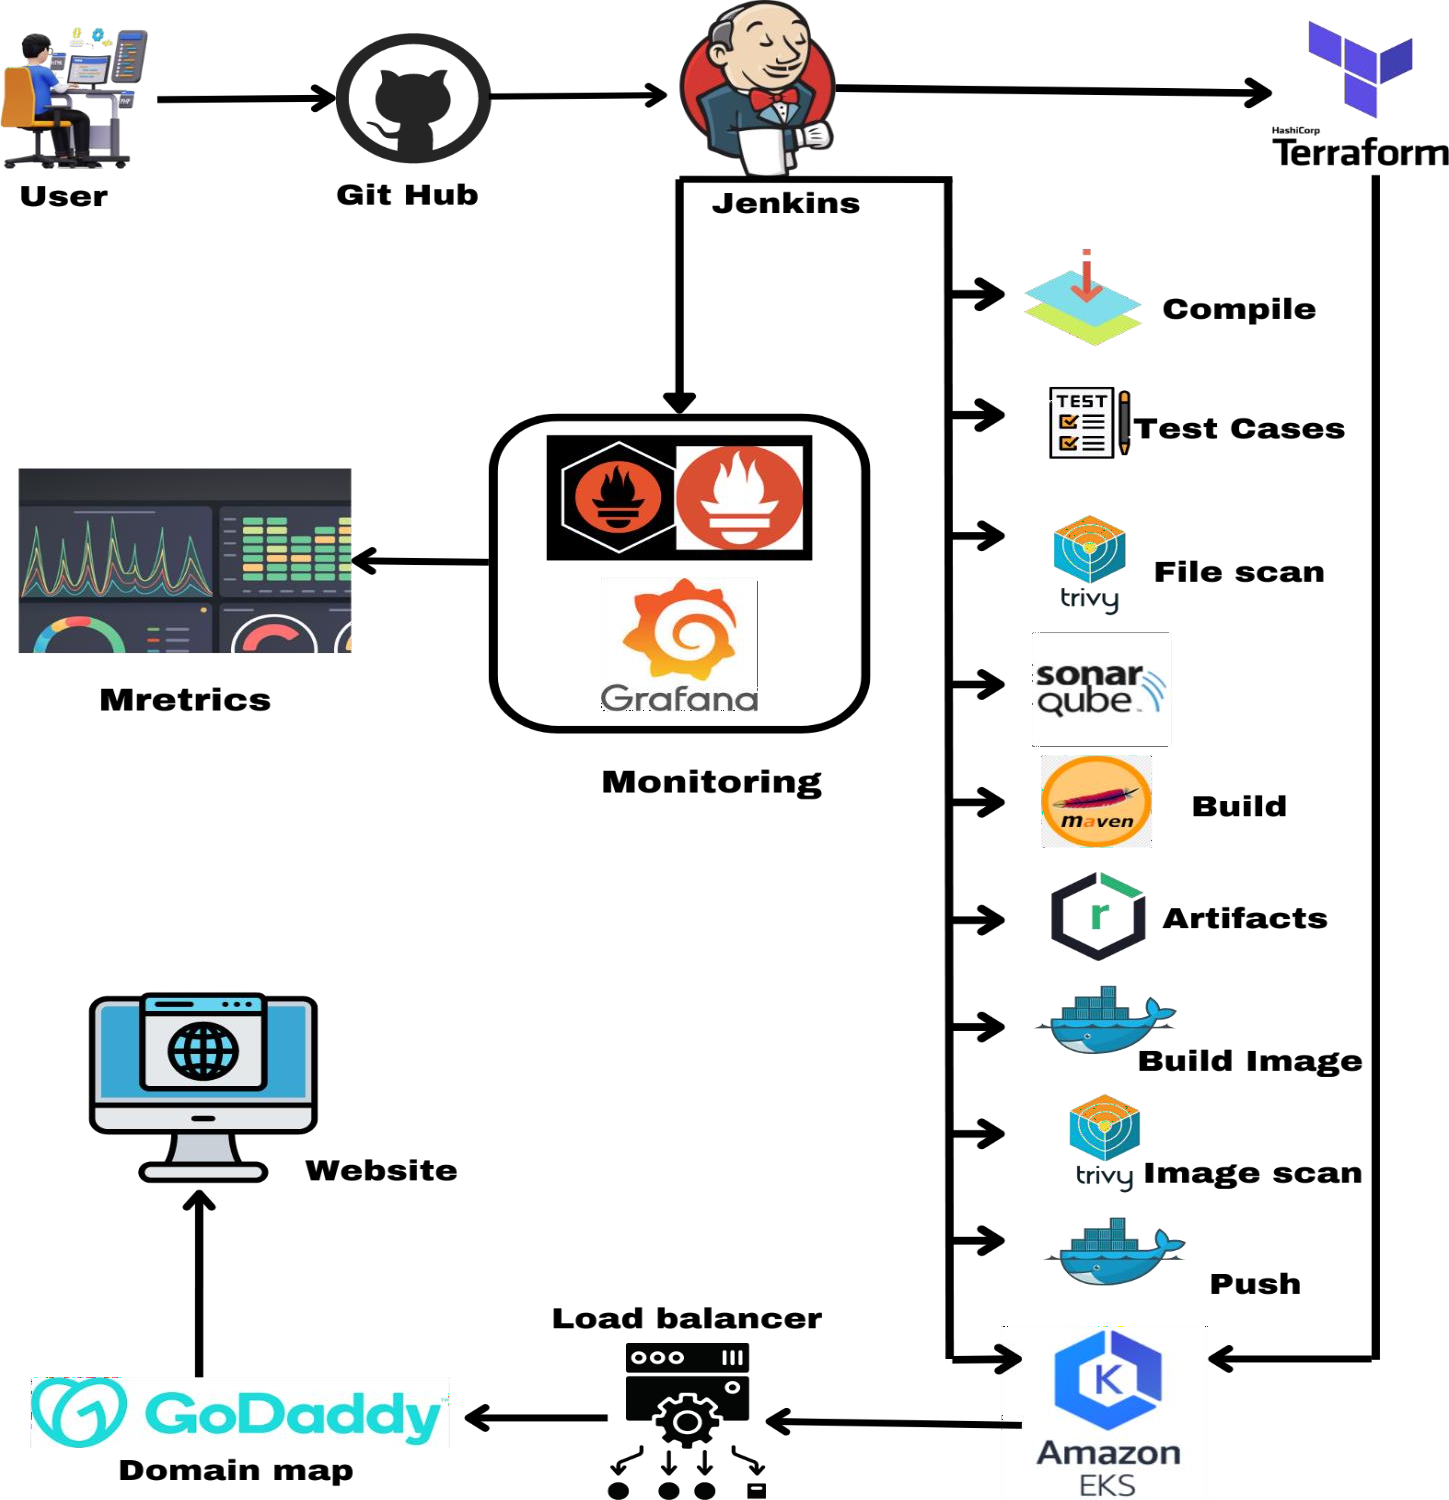 HashiCorp
Terraform
User
Git Hub
Jenkins
Compile
TEST
Test Cases
trivy
File scan
sonar
qube
Grafana
Mretrics
Monitoring
maven
Build
r
Artifacts
Build Image
trivy
Image scan
Website
Push
Load balancer
K
GoDaddy
Domain map
Amazon
EKS